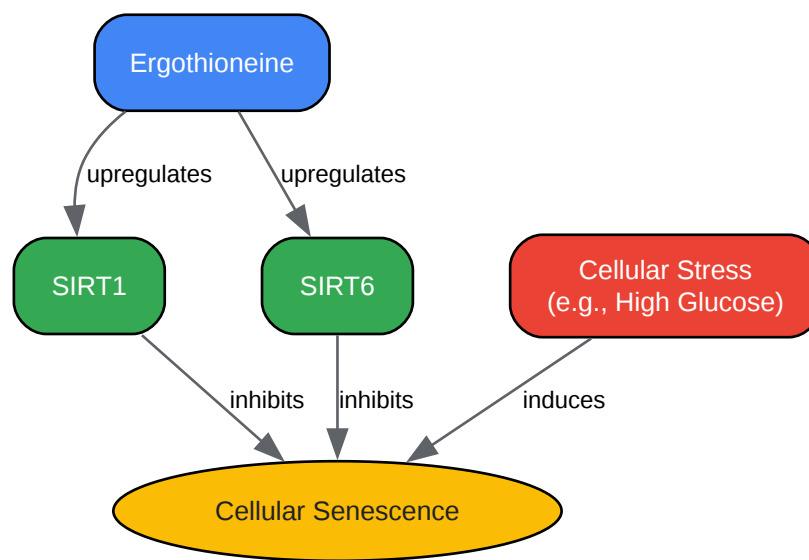 Ergothioneine
upregulates
upregulates
SIRT1
SIRT6
Cellular Stress
(e.g., High Glucose)
inhibits
inhibits
induces
Cellular Senescence